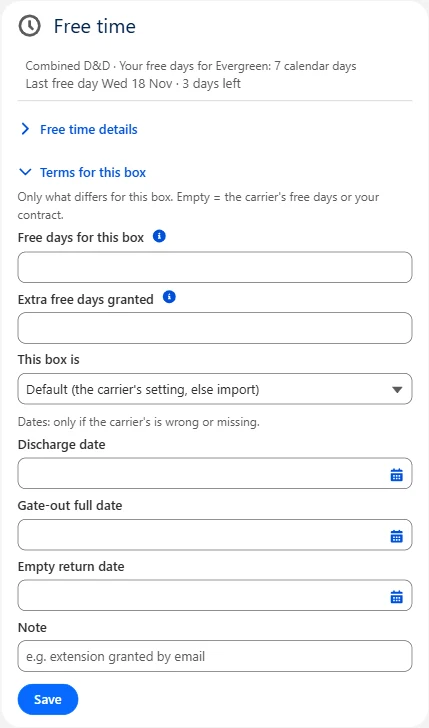 Free time
Combined D&D · Your free days for Evergreen: 7 calendar days
Last free day Wed 18 Nov · 3 days left
Free time details
Terms for this box
Only what differs for this box. Empty = the carrier's free days or your
contract.
Free days for this box
Extra free days granted
This box is
Default (the carrier's setting, else import)
Dates: only if the carrier's is wrong or missing.
Discharge date
Gate-out full date
Empty return date
Note
e.g. extension granted by email
Save